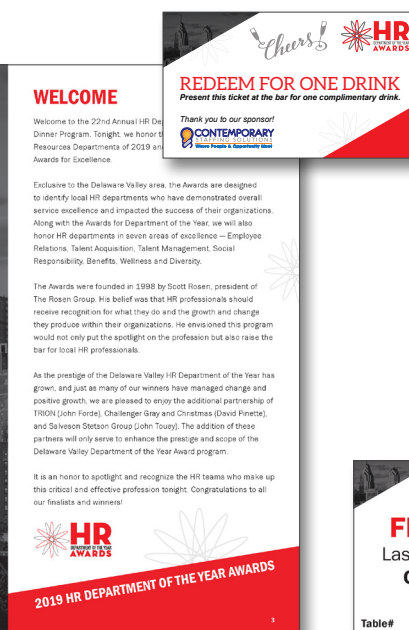 Cheers!
HR
DEPARTMENT OF THE YEAR
AWARDS
REDEEM FOR ONE DRINK
Present this ticket at the bar for one complimentary drink.
Thank you to our sponsor!
CONTEMPORARY
STAFFING SOLUTIONS
Where People & Opportunity Meet
WELCOME
Welcome to the 22nd Annual HR De
Dinner Program. Tonight, we honor t
Resources Departments of 2019 an
Awards for Excellence.
Exclusive to the Delaware Valley area, the Awards are designed
to identify local HR departments who have demonstrated overall
service excellence and impacted the success of their organizations.
Along with the Awards for Department of the Year, we will also
honor HR departments in seven areas of excellence — Employee
Relations, Talent Acquisition, Talent Management, Social
Responsibility, Benefits, Wellness and Diversity.
The Awards were founded in 1998 by Scott Rosen, president of
The Rosen Group. His belief was that HR professionals should
receive recognition for what they do and the growth and change
they produce within their organizations. He envisioned this program
would not only put the spotlight on the profession but also raise the
bar for local HR professionals.
As the prestige of the Delaware Valley HR Department of the Year has
grown, and just as many of our winners have managed change and
positive growth, we are pleased to enjoy the additional partnership of
TRION (John Forde), Challenger Gray and Christmas (David Pinette),
and Salveson Stetson Group (John Touey). The addition of these
partners will only serve to enhance the prestige and scope of the
Delaware Valley Department of the Year Award program.
It is an honor to spotlight and recognize the HR teams who make up
this critical and effective profession tonight. Congratulations to all
our finalists and winners!
HR
DEPARTMENT OF THE YEAR
AWARDS
2019 HR DEPARTMENT OF THE YEAR AWARDS
3
Las
Table#